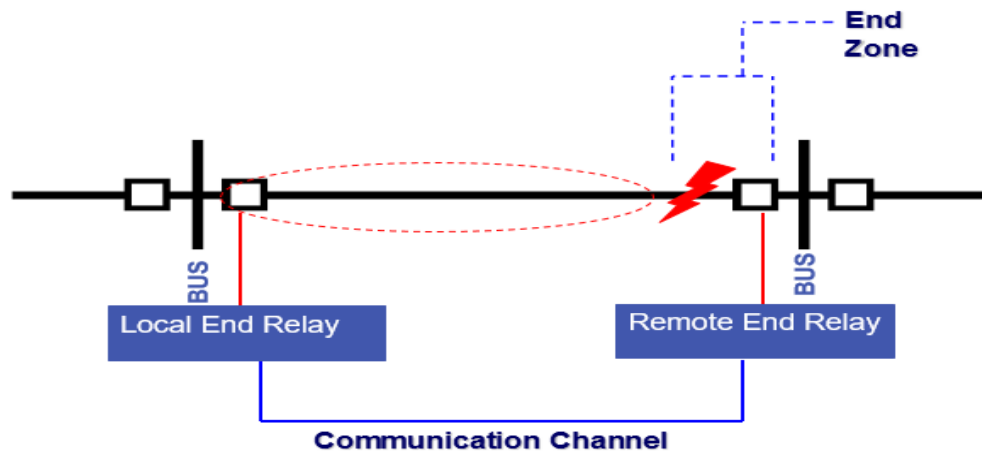 End
Zone
BUS
BUS
Local End Relay
Remote End Relay
Communication Channel